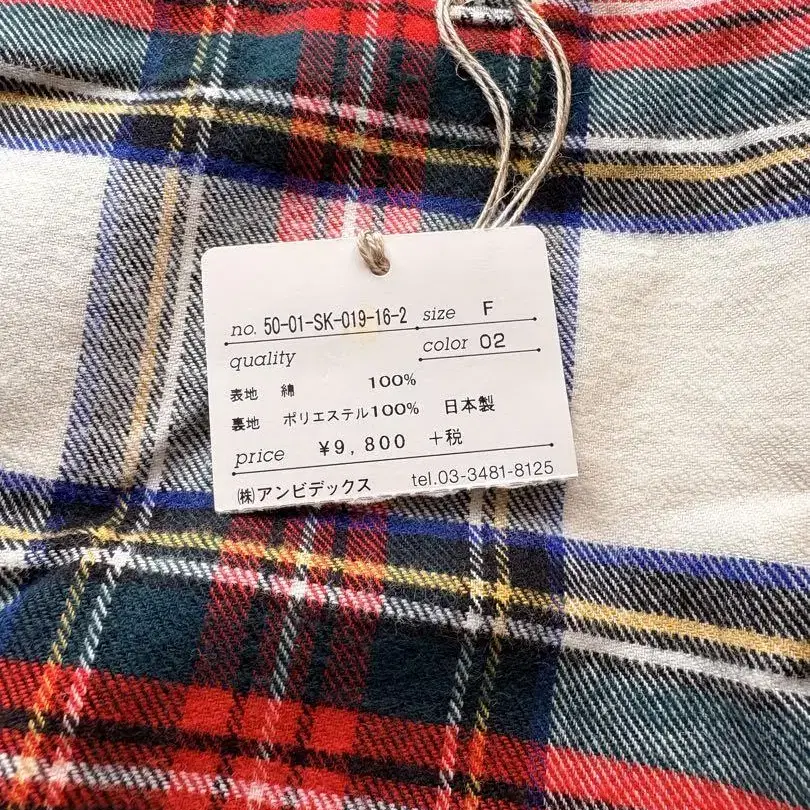 no. 50-01-SK-019-16-2 size F
quality color 02
表地 綿 100%
裏地 ポリエステル100% 日本製
price ¥9,800 +税
(株)アンビデックス tel.03-3481-8125